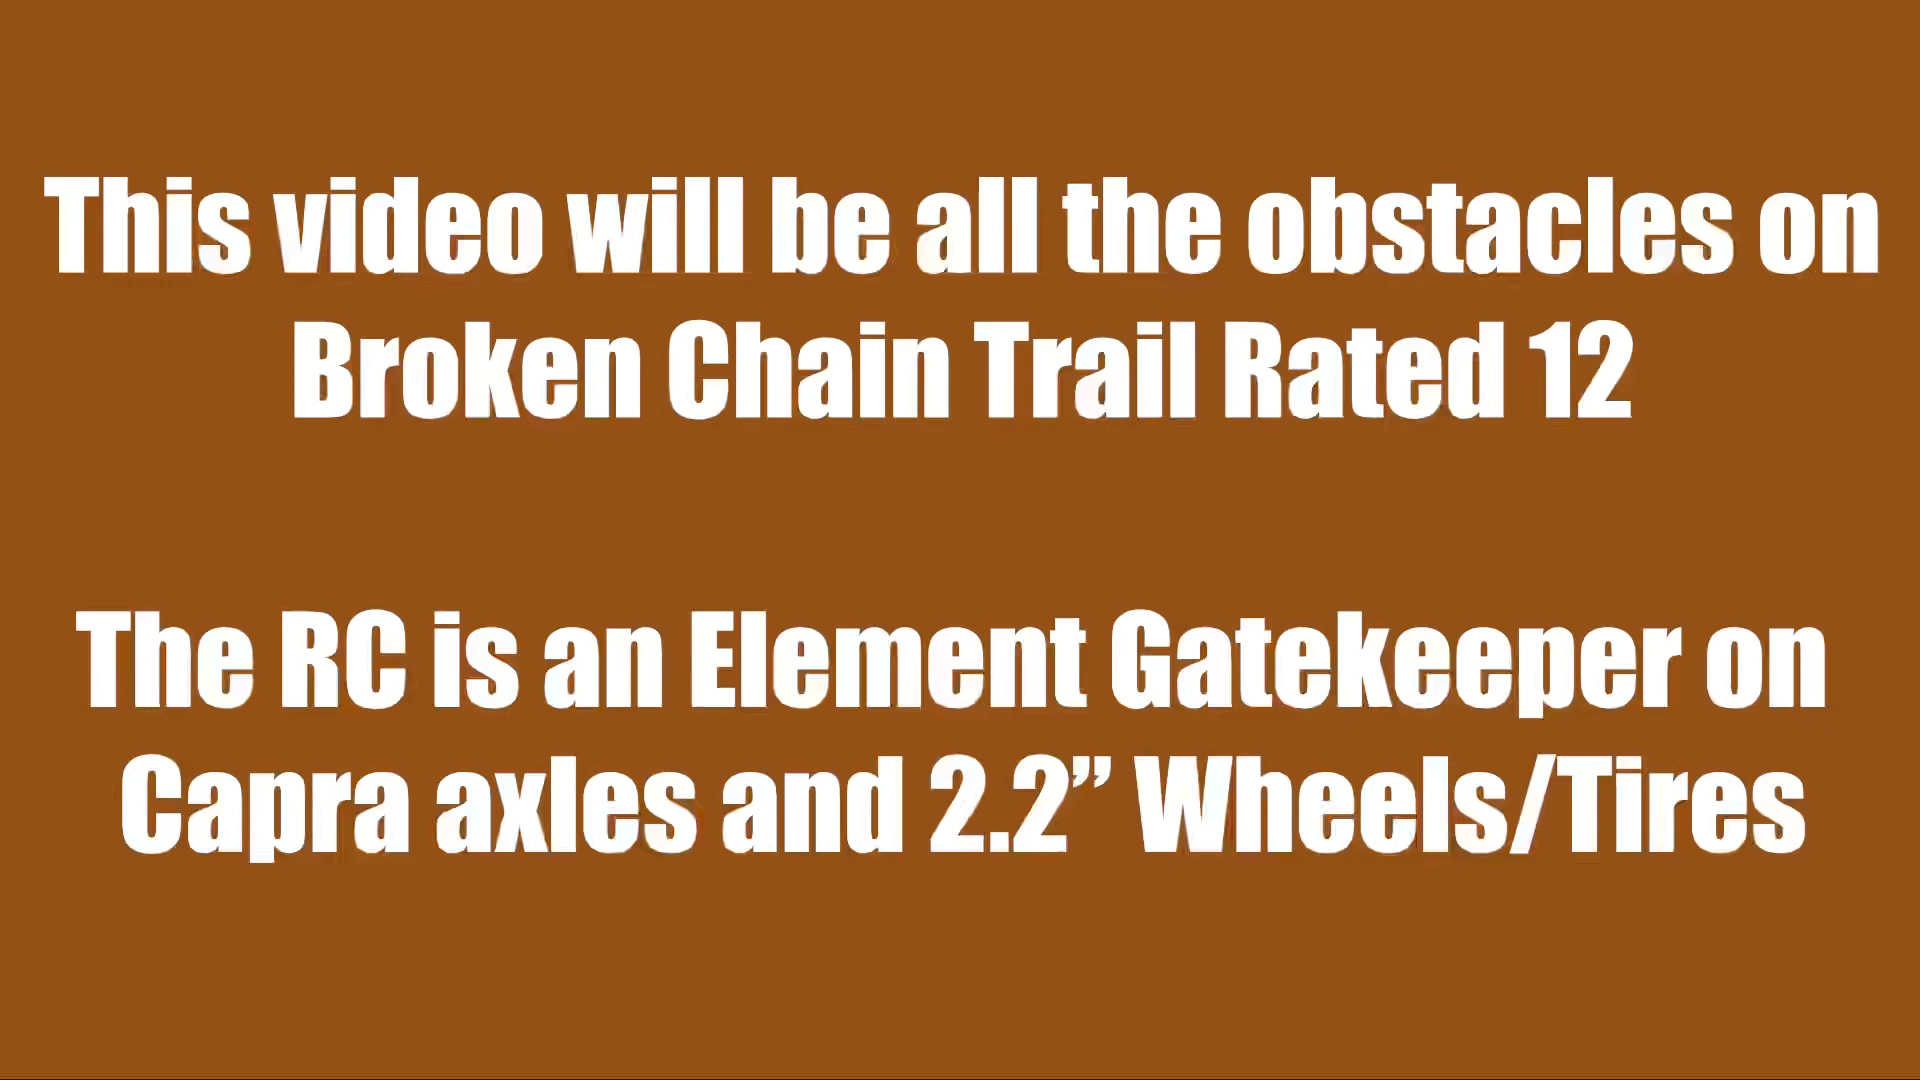 This video will be all the obstacles on
Broken Chain Trail Rated 12
The RC is an Element Gatekeeper on
Capra axles and 2.2” Wheels/Tires